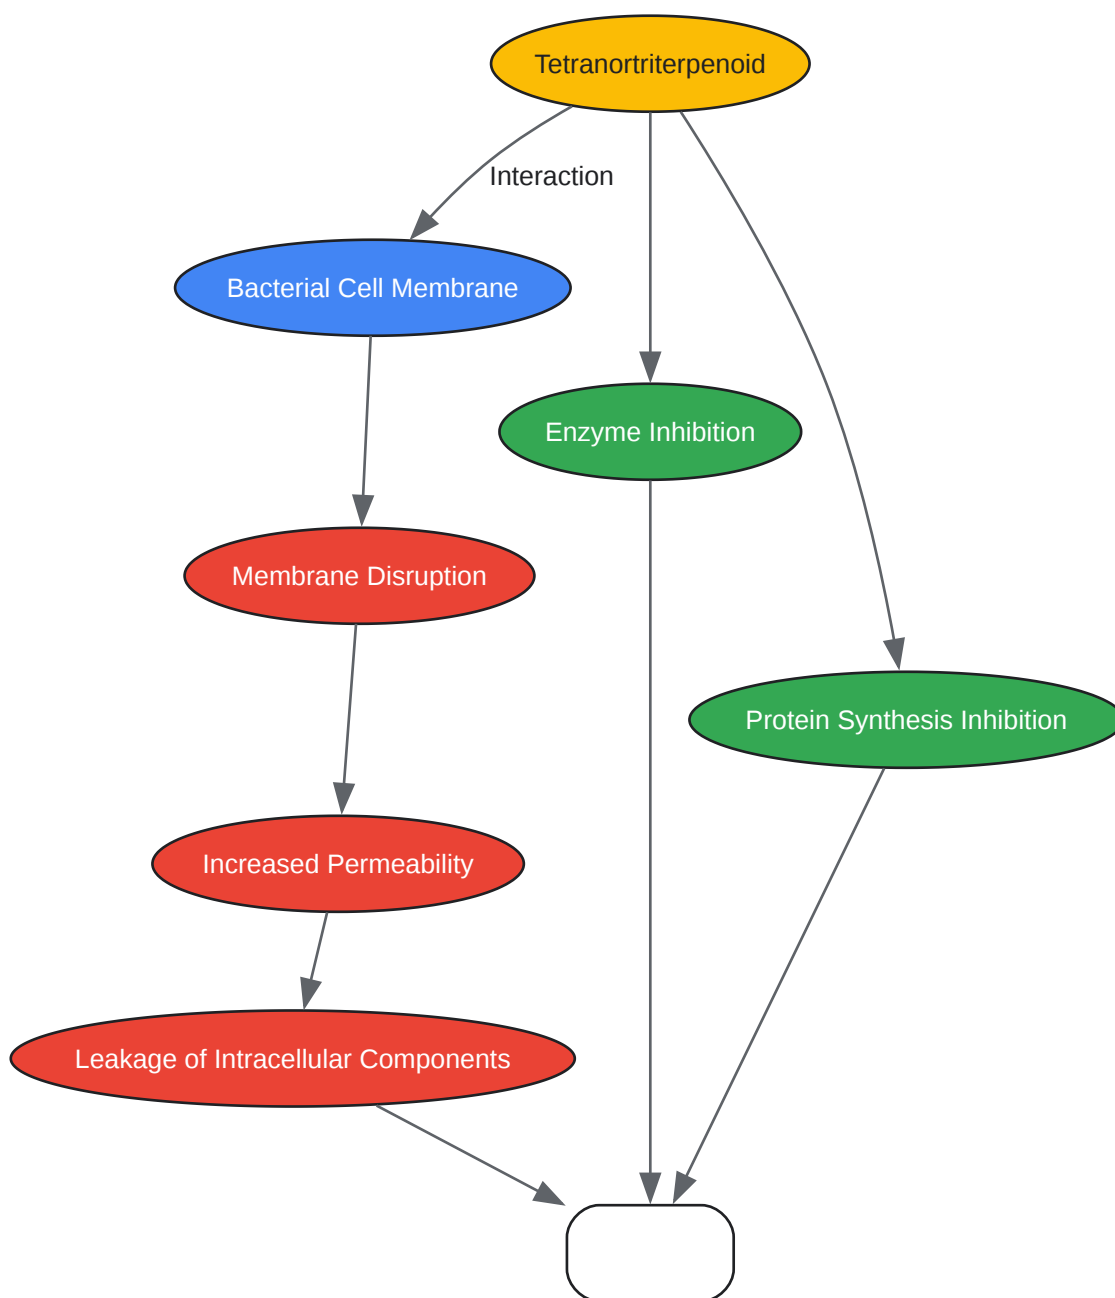 Tetranortriterpenoid
Interaction
Bacterial Cell Membrane
Enzyme Inhibition
Membrane Disruption
Protein Synthesis Inhibition
Increased Permeability
Leakage of Intracellular Components